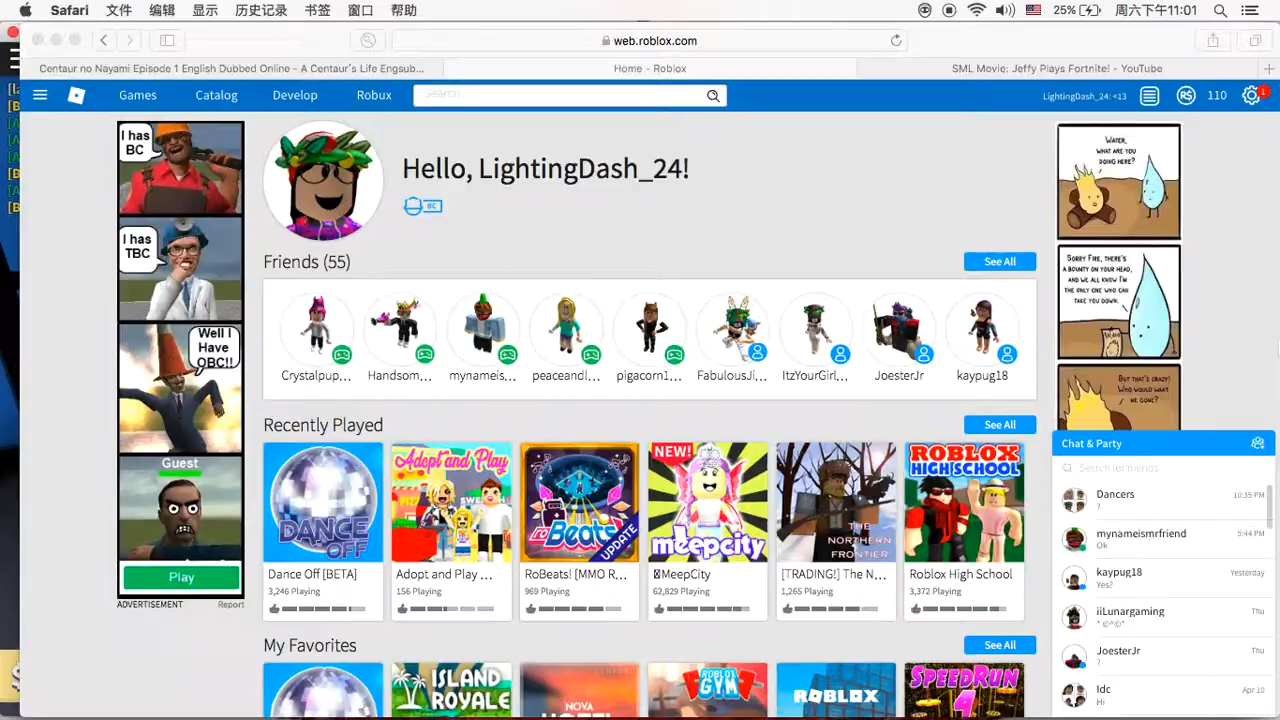 Safari 文件 编辑 显示 历史记录 书签 窗口 帮助 25% 周六下午11:01
web.roblox.com
Centaur no Nayami Episode 1 English Dubbed Online - A Centaur's Life Engsub... Home - Roblox SML Movie: Jeffy Plays Fortnite! - YouTube
Games Catalog Develop Robux Search LightingDash_24: <13 110 1
I has
BC
I has
TBC
Well I
Have
OBC!!
Guest
Play
ADVERTISEMENT Report
Hello, LightingDash_24!
BC
Friends (55) See All
Crystalpup... Handsom... mynameis... peaceandl... pigacorn1... FabulousJi... ItzYourGirl... JoesterJr kaypug18
Recently Played See All
DANCE
OFF
Adopt and Play
RoBeats
UPDATE
NEW!
meepcity
THE
NORTHERN
FRONTIER
ROBLOX
HIGH SCHOOL
Dance Off [BETA] Adopt and Play ... RoBeats! [MMO R... MeepCity [TRADING!] The N... Roblox High School
3,246 Playing 156 Playing 969 Playing 62,829 Playing 1,265 Playing 3,372 Playing
My Favorites See All
ISLAND
ROYALE
NOVA
ROBLOX
GYM
ROBLOX
SPEEDRUN
4
WATER,
WHAT ARE
YOU DOING
HERE?
SORRY FIRE, THERE'S
A BOUNTY ON YOUR HEAD,
AND WE ALL KNOW I'M
THE ONLY ONE WHO CAN
TAKE YOU DOWN.
BUT THAT'S CRAZY!
WHO WOULD WANT
ME GONE?
Chat & Party
Search for friends
Dancers 10:35 PM
?
mynameismrfriend 5:44 PM
Ok
kaypug18 Yesterday
Yes?
iiLunargaming Thu
JoesterJr Thu
?
Idc Apr 10
Hi